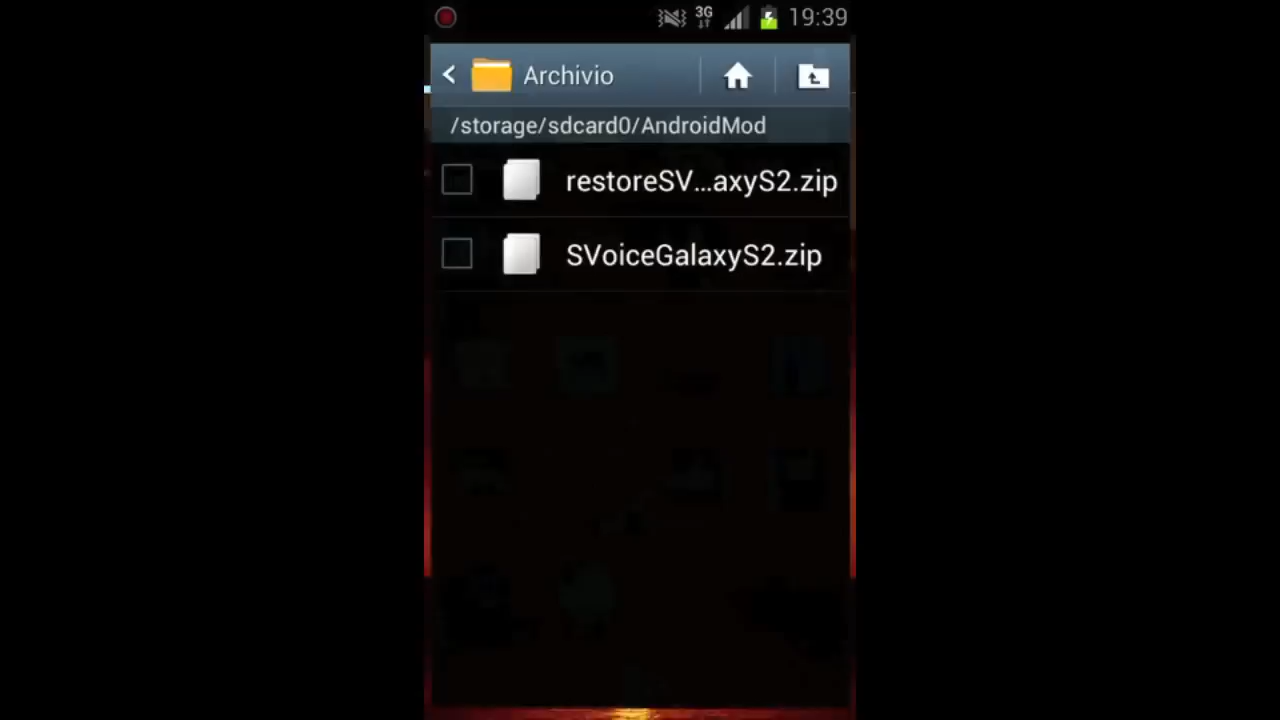 3G 19:39
Archivio
/storage/sdcard0/AndroidMod
restoreSV...axyS2.zip
SVoiceGalaxyS2.zip